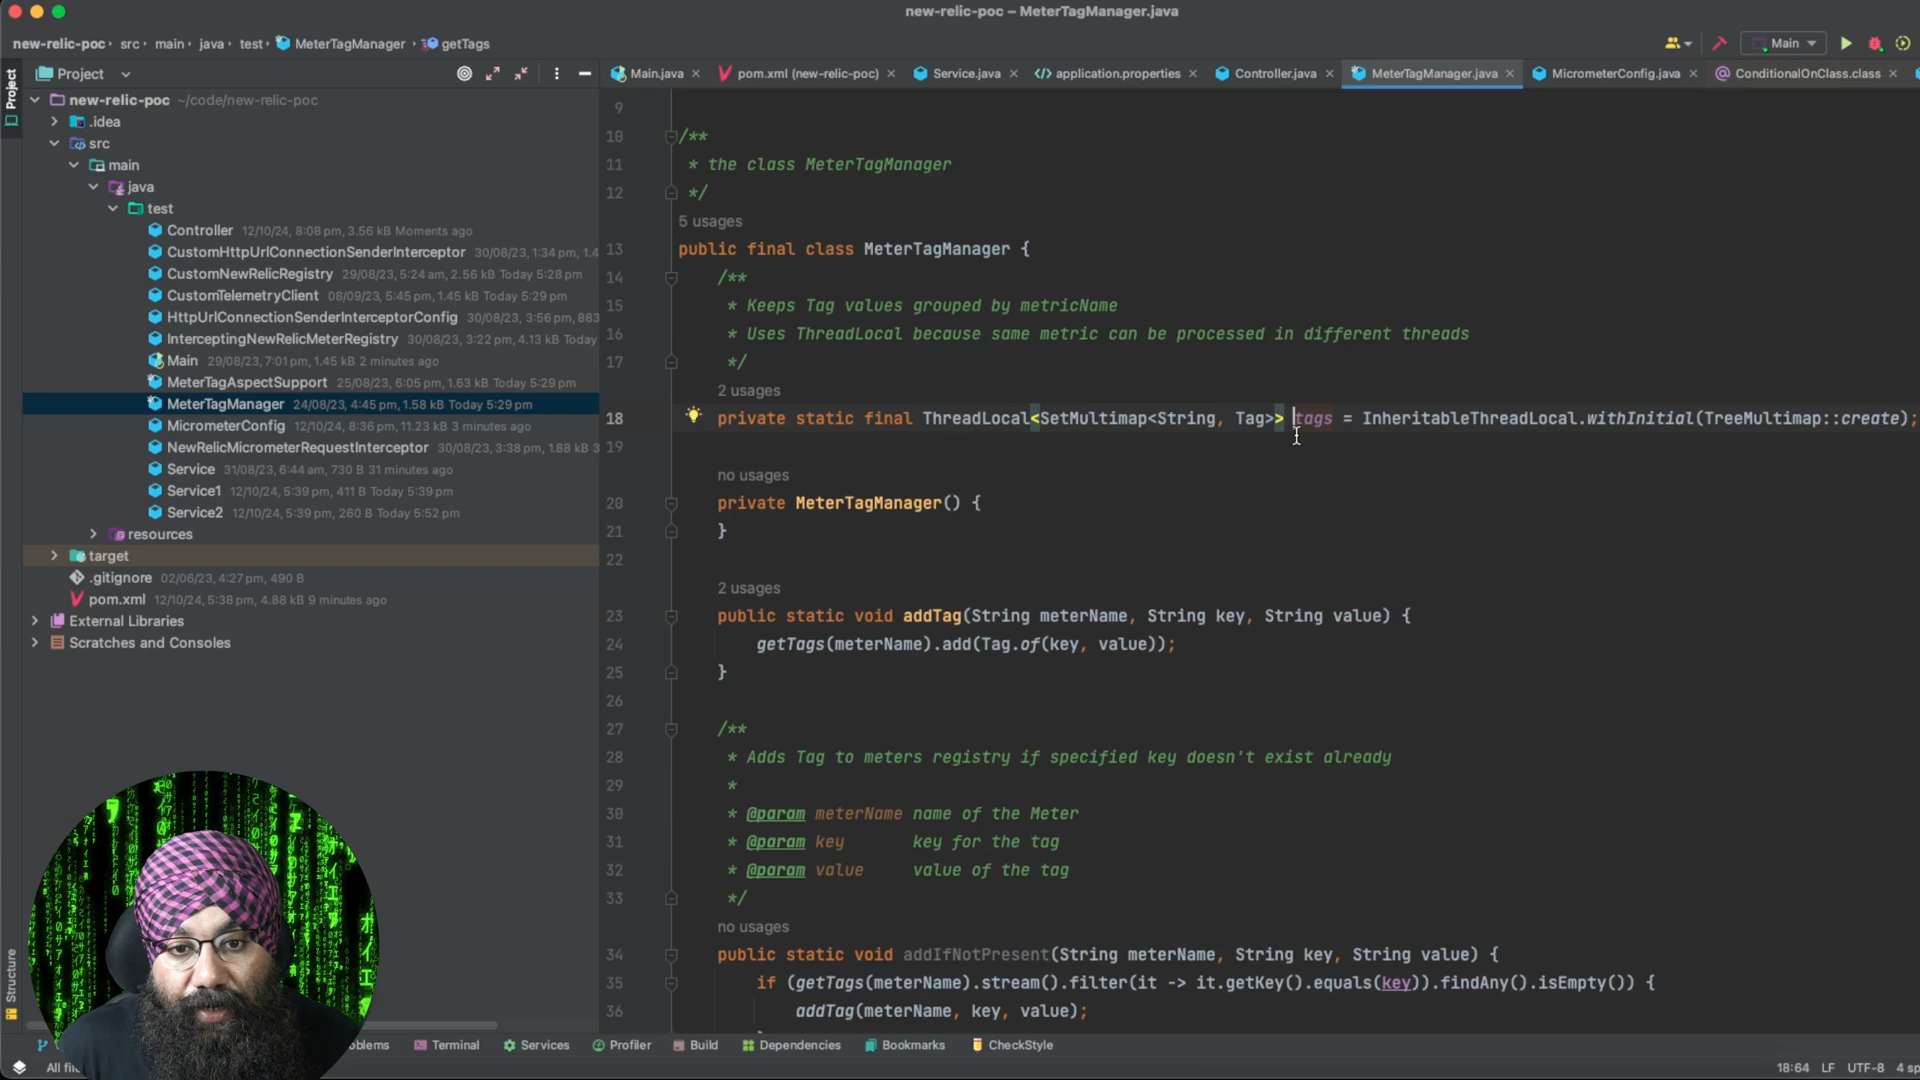 new-relic-poc – MeterTagManager.java
new-relic-poc › src › main › java › test › MeterTagManager › getTags
Main
Project
Project
Main.java
pom.xml (new-relic-poc)
Service.java
application.properties
Controller.java
MeterTagManager.java
MicrometerConfig.java
ConditionalOnClass.class
new-relic-poc ~/code/new-relic-poc
.idea
src
main
java
test
Controller 12/10/24, 8:08 pm, 3.56 kB Moments ago
CustomHttpUrlConnectionSenderInterceptor 30/08/23, 1:34 pm, 1.4
CustomNewRelicRegistry 29/08/23, 5:24 am, 2.56 kB Today 5:28 pm
CustomTelemetryClient 08/09/23, 5:45 pm, 1.45 kB Today 5:29 pm
HttpUrlConnectionSenderInterceptorConfig 30/08/23, 3:56 pm, 883
InterceptingNewRelicMeterRegistry 30/08/23, 3:22 pm, 4.13 kB Today
Main 29/08/23, 7:01 pm, 1.45 kB 2 minutes ago
MeterTagAspectSupport 25/08/23, 6:05 pm, 1.63 kB Today 5:29 pm
MeterTagManager 24/08/23, 4:45 pm, 1.58 kB Today 5:29 pm
MicrometerConfig 12/10/24, 8:36 pm, 11.23 kB 3 minutes ago
NewRelicMicrometerRequestInterceptor 30/08/23, 3:38 pm, 1.88 kB 3
Service 31/08/23, 6:44 am, 730 B 31 minutes ago
Service1 12/10/24, 5:39 pm, 411 B Today 5:39 pm
Service2 12/10/24, 5:39 pm, 260 B Today 5:52 pm
resources
target
.gitignore 02/06/23, 4:27 pm, 490 B
pom.xml 12/10/24, 5:38 pm, 4.88 kB 9 minutes ago
External Libraries
Scratches and Consoles
9
10 /**
11 * the class MeterTagManager
12 */
5 usages
13 public final class MeterTagManager {
14 /**
15 * Keeps Tag values grouped by metricName
16 * Uses ThreadLocal because same metric can be processed in different threads
17 */
2 usages
18 private static final ThreadLocal<SetMultimap<String, Tag>> tags = InheritableThreadLocal.withInitial(TreeMultimap::create);
19
no usages
20 private MeterTagManager() {
21 }
22
2 usages
23 public static void addTag(String meterName, String key, String value) {
24 getTags(meterName).add(Tag.of(key, value));
25 }
26
27 /**
28 * Adds Tag to meters registry if specified key doesn't exist already
29 *
30 * @param meterName name of the Meter
31 * @param key key for the tag
32 * @param value value of the tag
33 */
no usages
34 public static void addIfNotPresent(String meterName, String key, String value) {
35 if (getTags(meterName).stream().filter(it -> it.getKey().equals(key)).findAny().isEmpty()) {
36 addTag(meterName, key, value);
Structure
Terminal
Services
Profiler
Build
Dependencies
Bookmarks
CheckStyle
18:64 LF UTF-8 4 sp